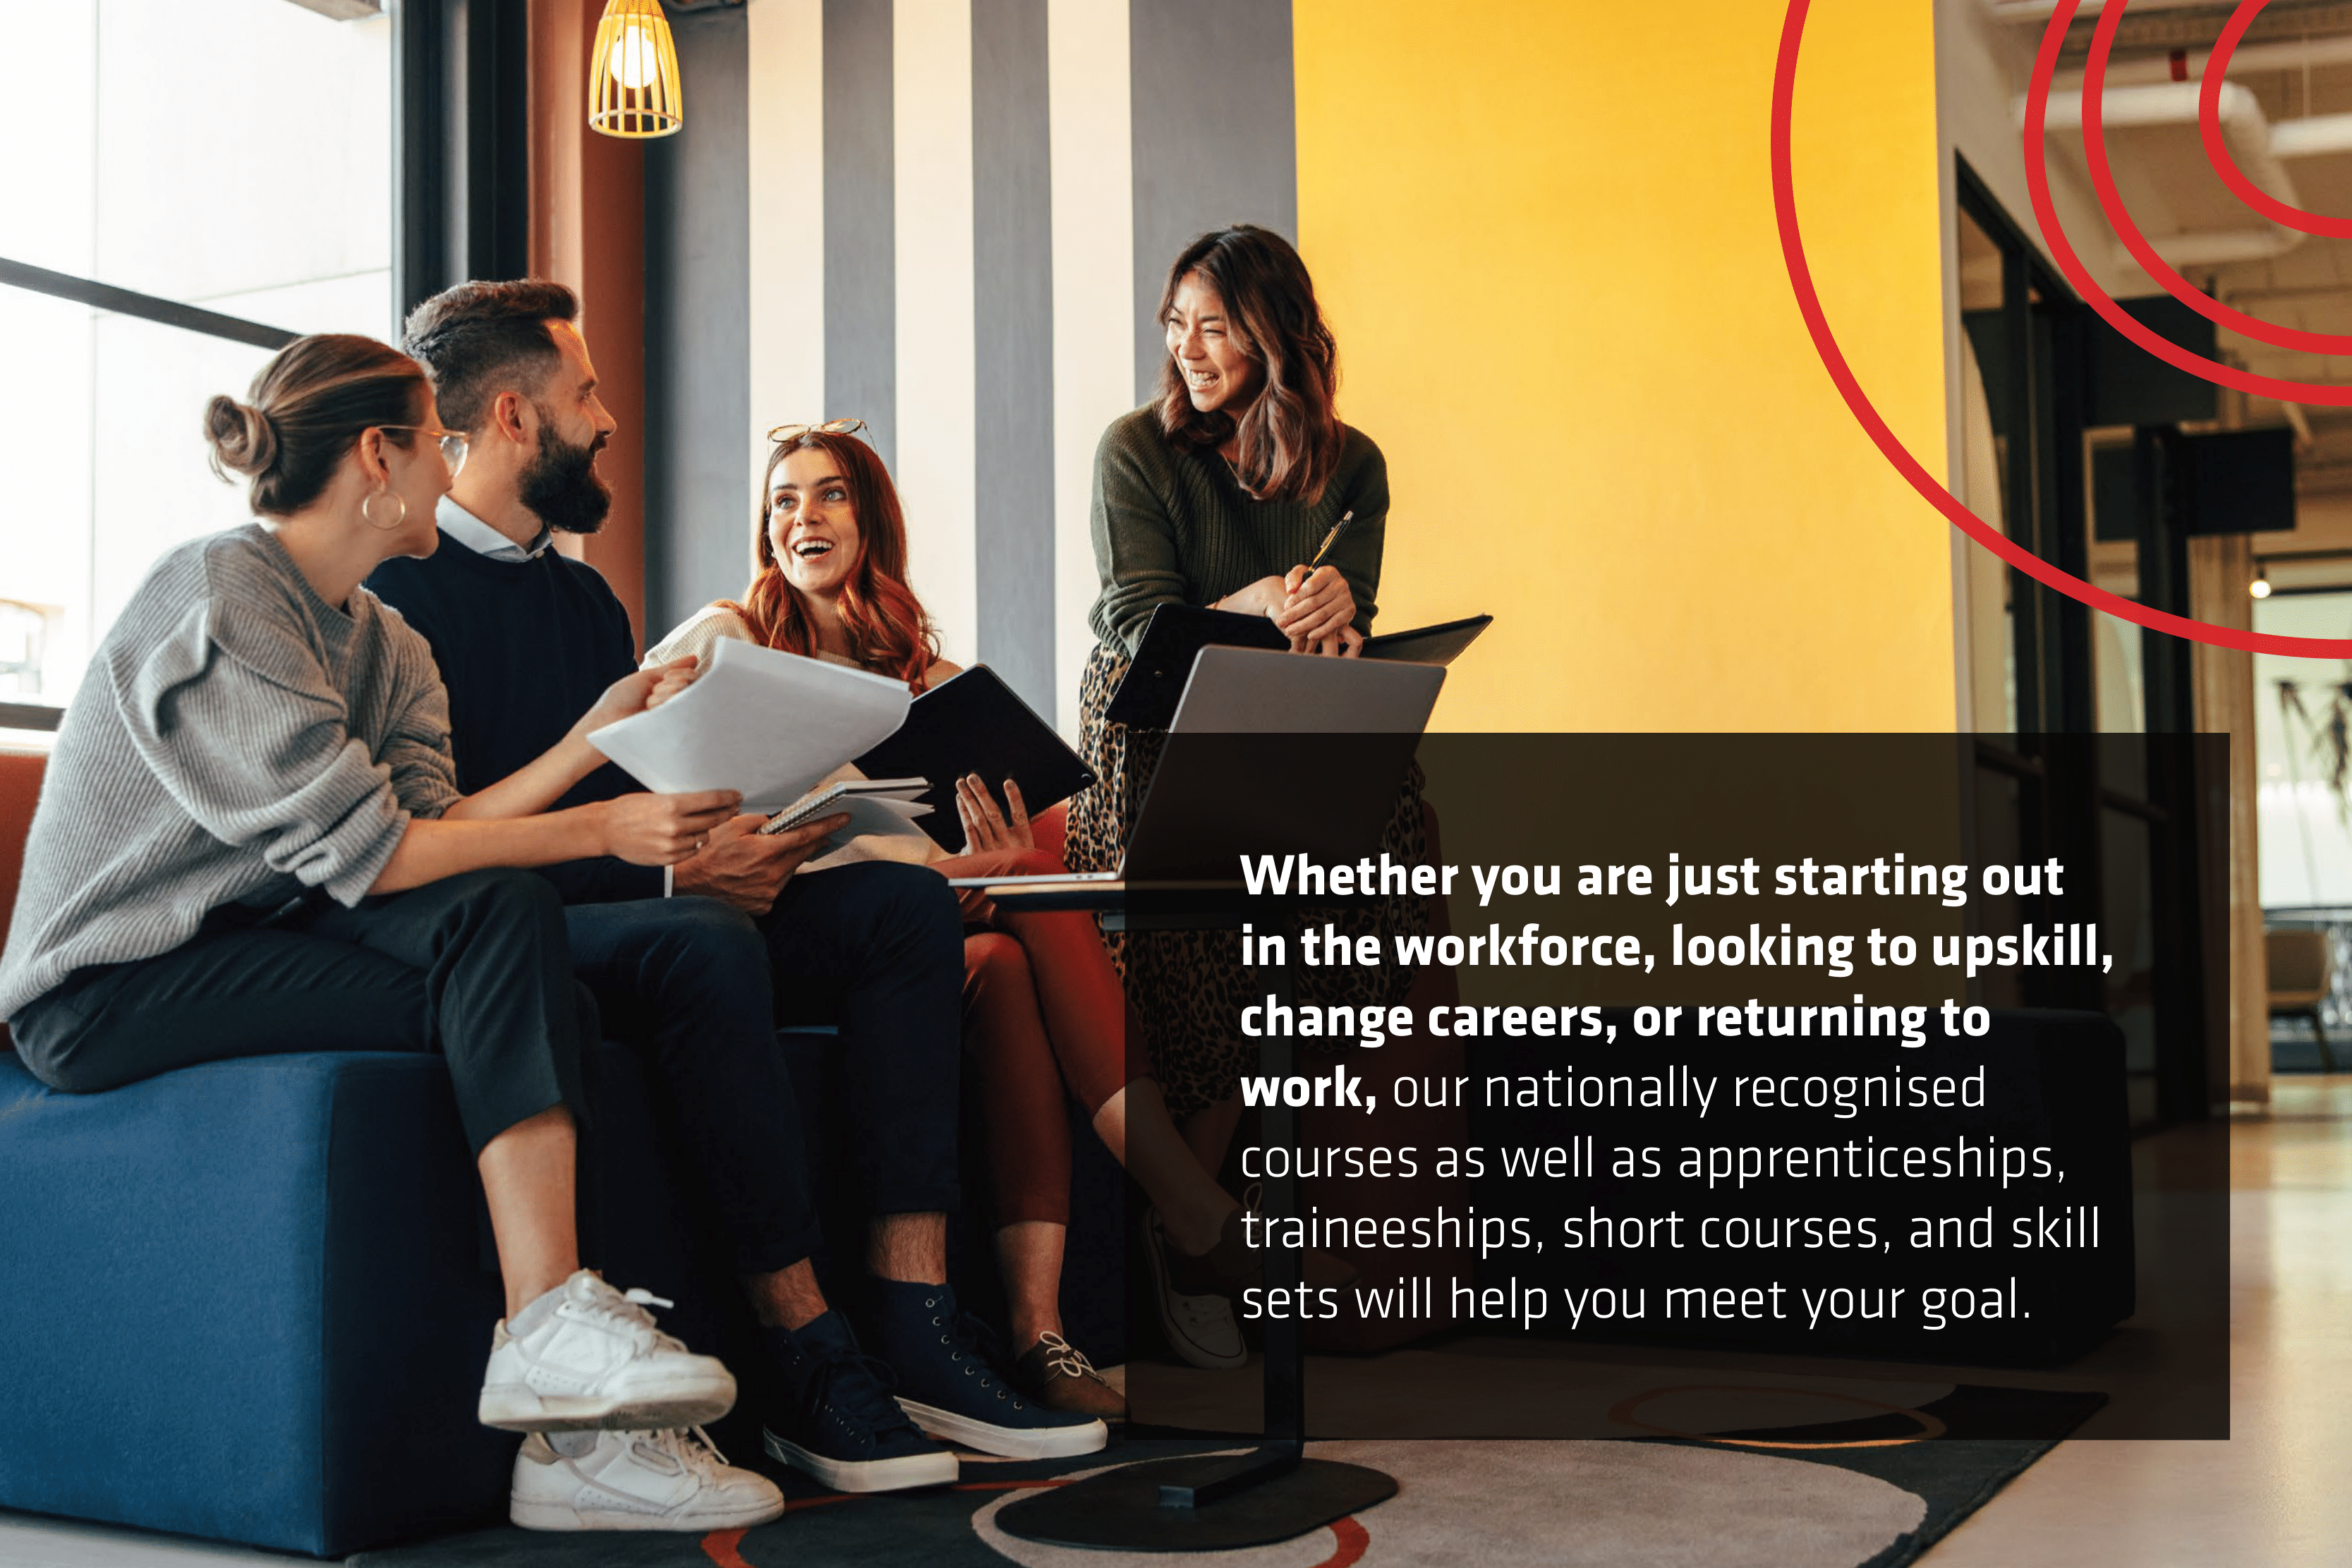 Whether you are just starting out
in the workforce, looking to upskill,
change careers, or returning to
work, our nationally recognised
courses as well as apprenticeships,
traineeships, short courses, and skill
sets will help you meet your goal.